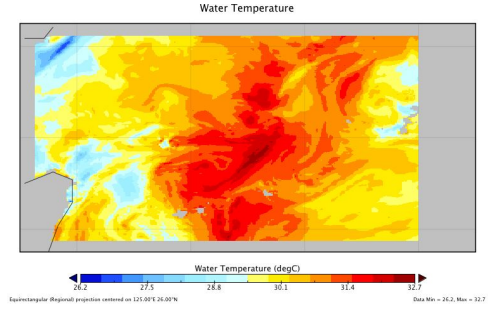 Water Temperature
Water Temperature (degC)
26.2 27.5 28.8 30.1 31.4 32.7
Equirectangular (Regional) projection centered on 125.00°E 26.00°N
Data Min = 26.2, Max = 32.7